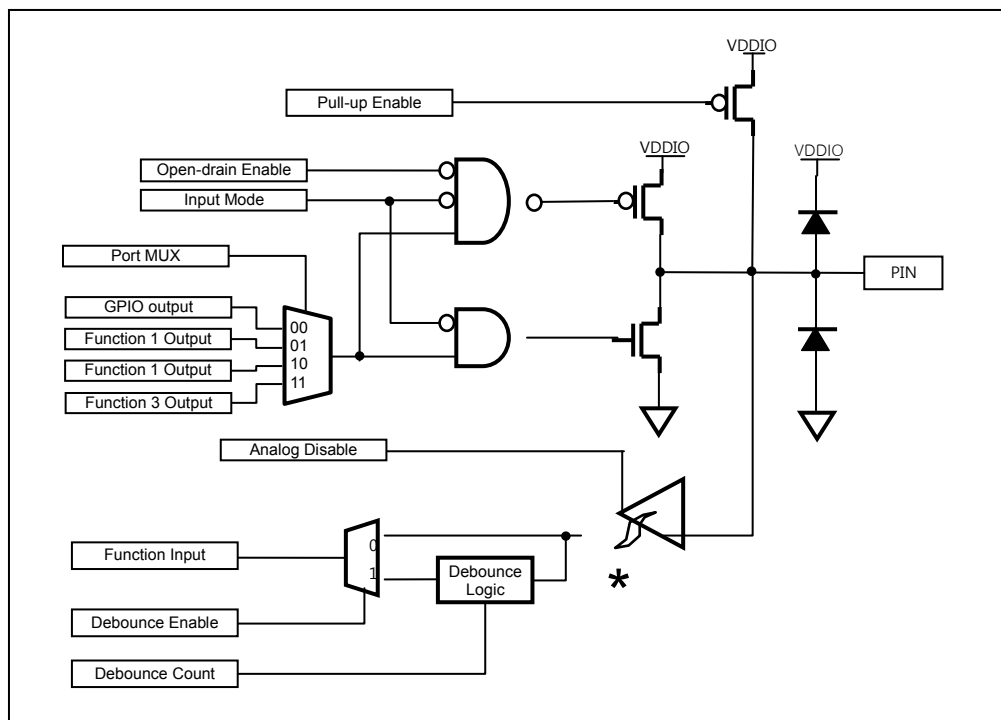 VDDIO
Pull-up Enable
Open-drain Enable
VDDIO
VDDIO
Input Mode
Port MUX
PIN
GPIO output
00
Function 1 Output
01
Function 1 Output
10
Function 3 Output
11
Analog Disable
Function Input
0
1
Debounce
Logic
*
Debounce Enable
Debounce Count